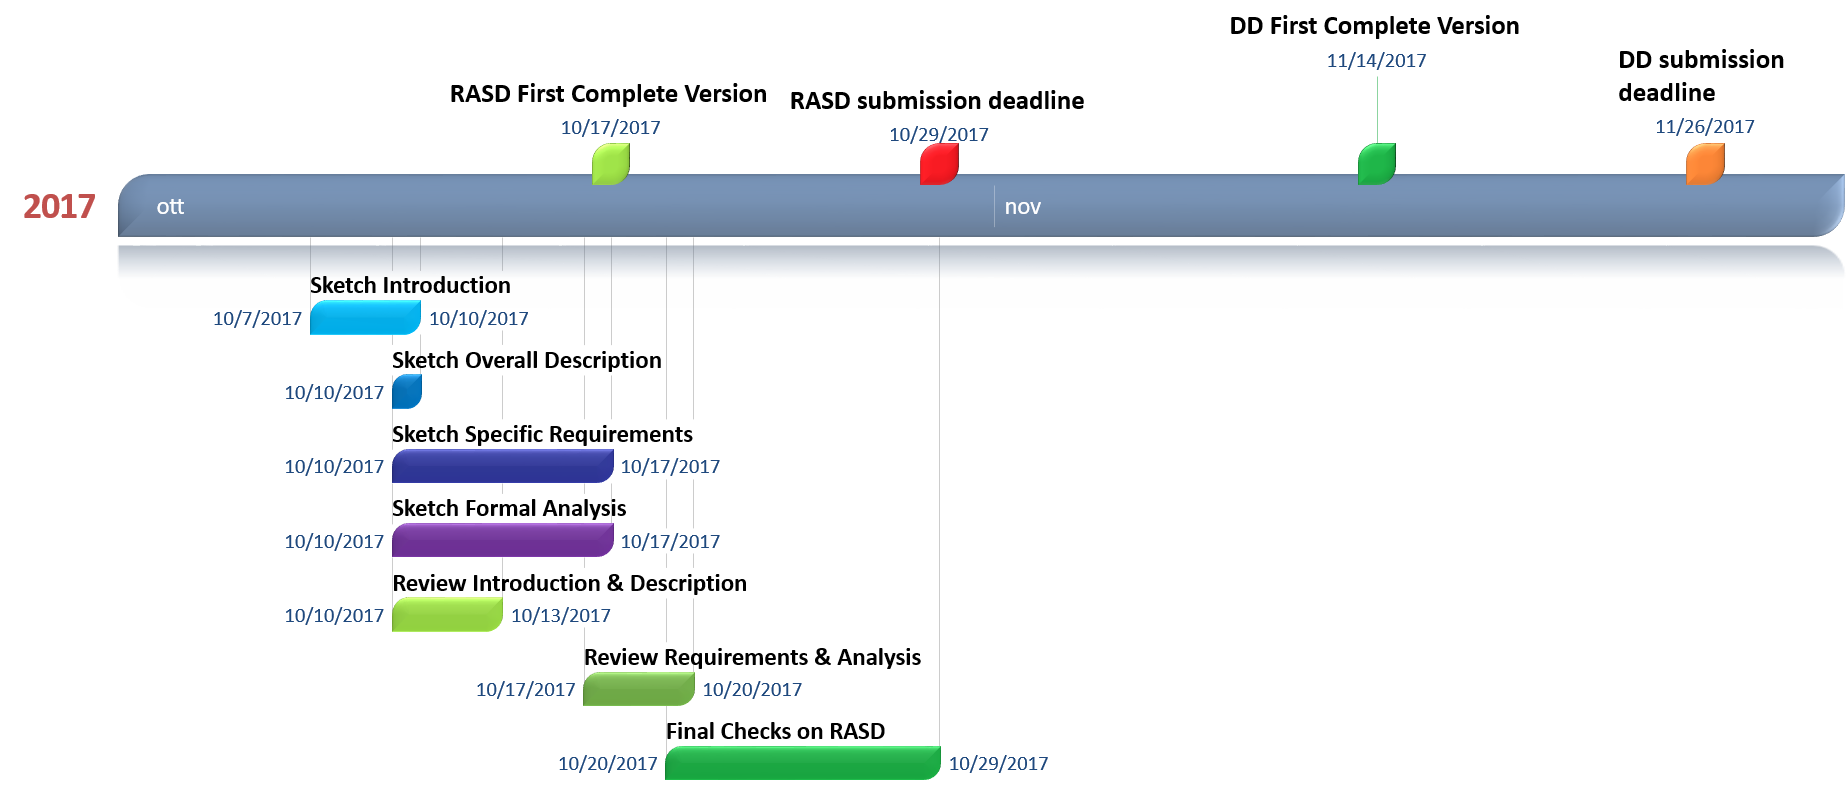 DD First Complete Version
11/14/2017
DD submission
deadline
11/26/2017
RASD First Complete Version
10/17/2017
RASD submission deadline
10/29/2017
2017
ott
nov
Sketch Introduction
10/7/2017
10/10/2017
Sketch Overall Description
10/10/2017
Sketch Specific Requirements
10/10/2017
10/17/2017
Sketch Formal Analysis
10/10/2017
10/17/2017
Review Introduction & Description
10/10/2017
10/13/2017
Review Requirements & Analysis
10/17/2017
10/20/2017
Final Checks on RASD
10/20/2017
10/29/2017